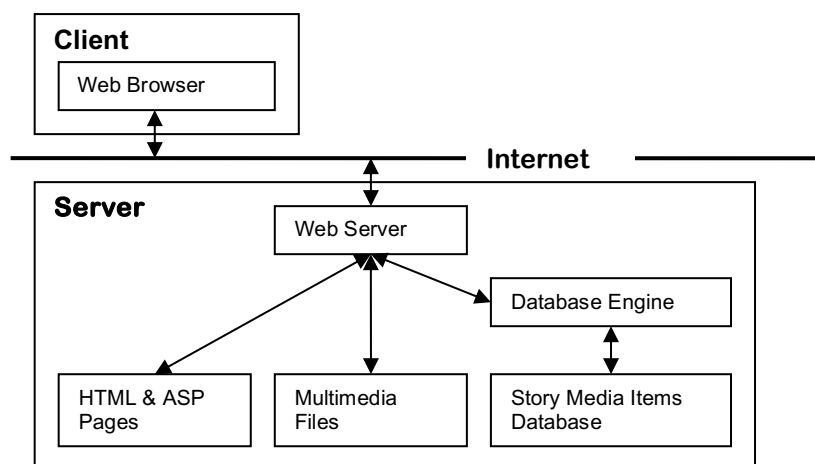 Client
Web Browser
Internet
Server
Web Server
Database Engine
HTML & ASP
Pages
Multimedia
Files
Story Media Items
Database